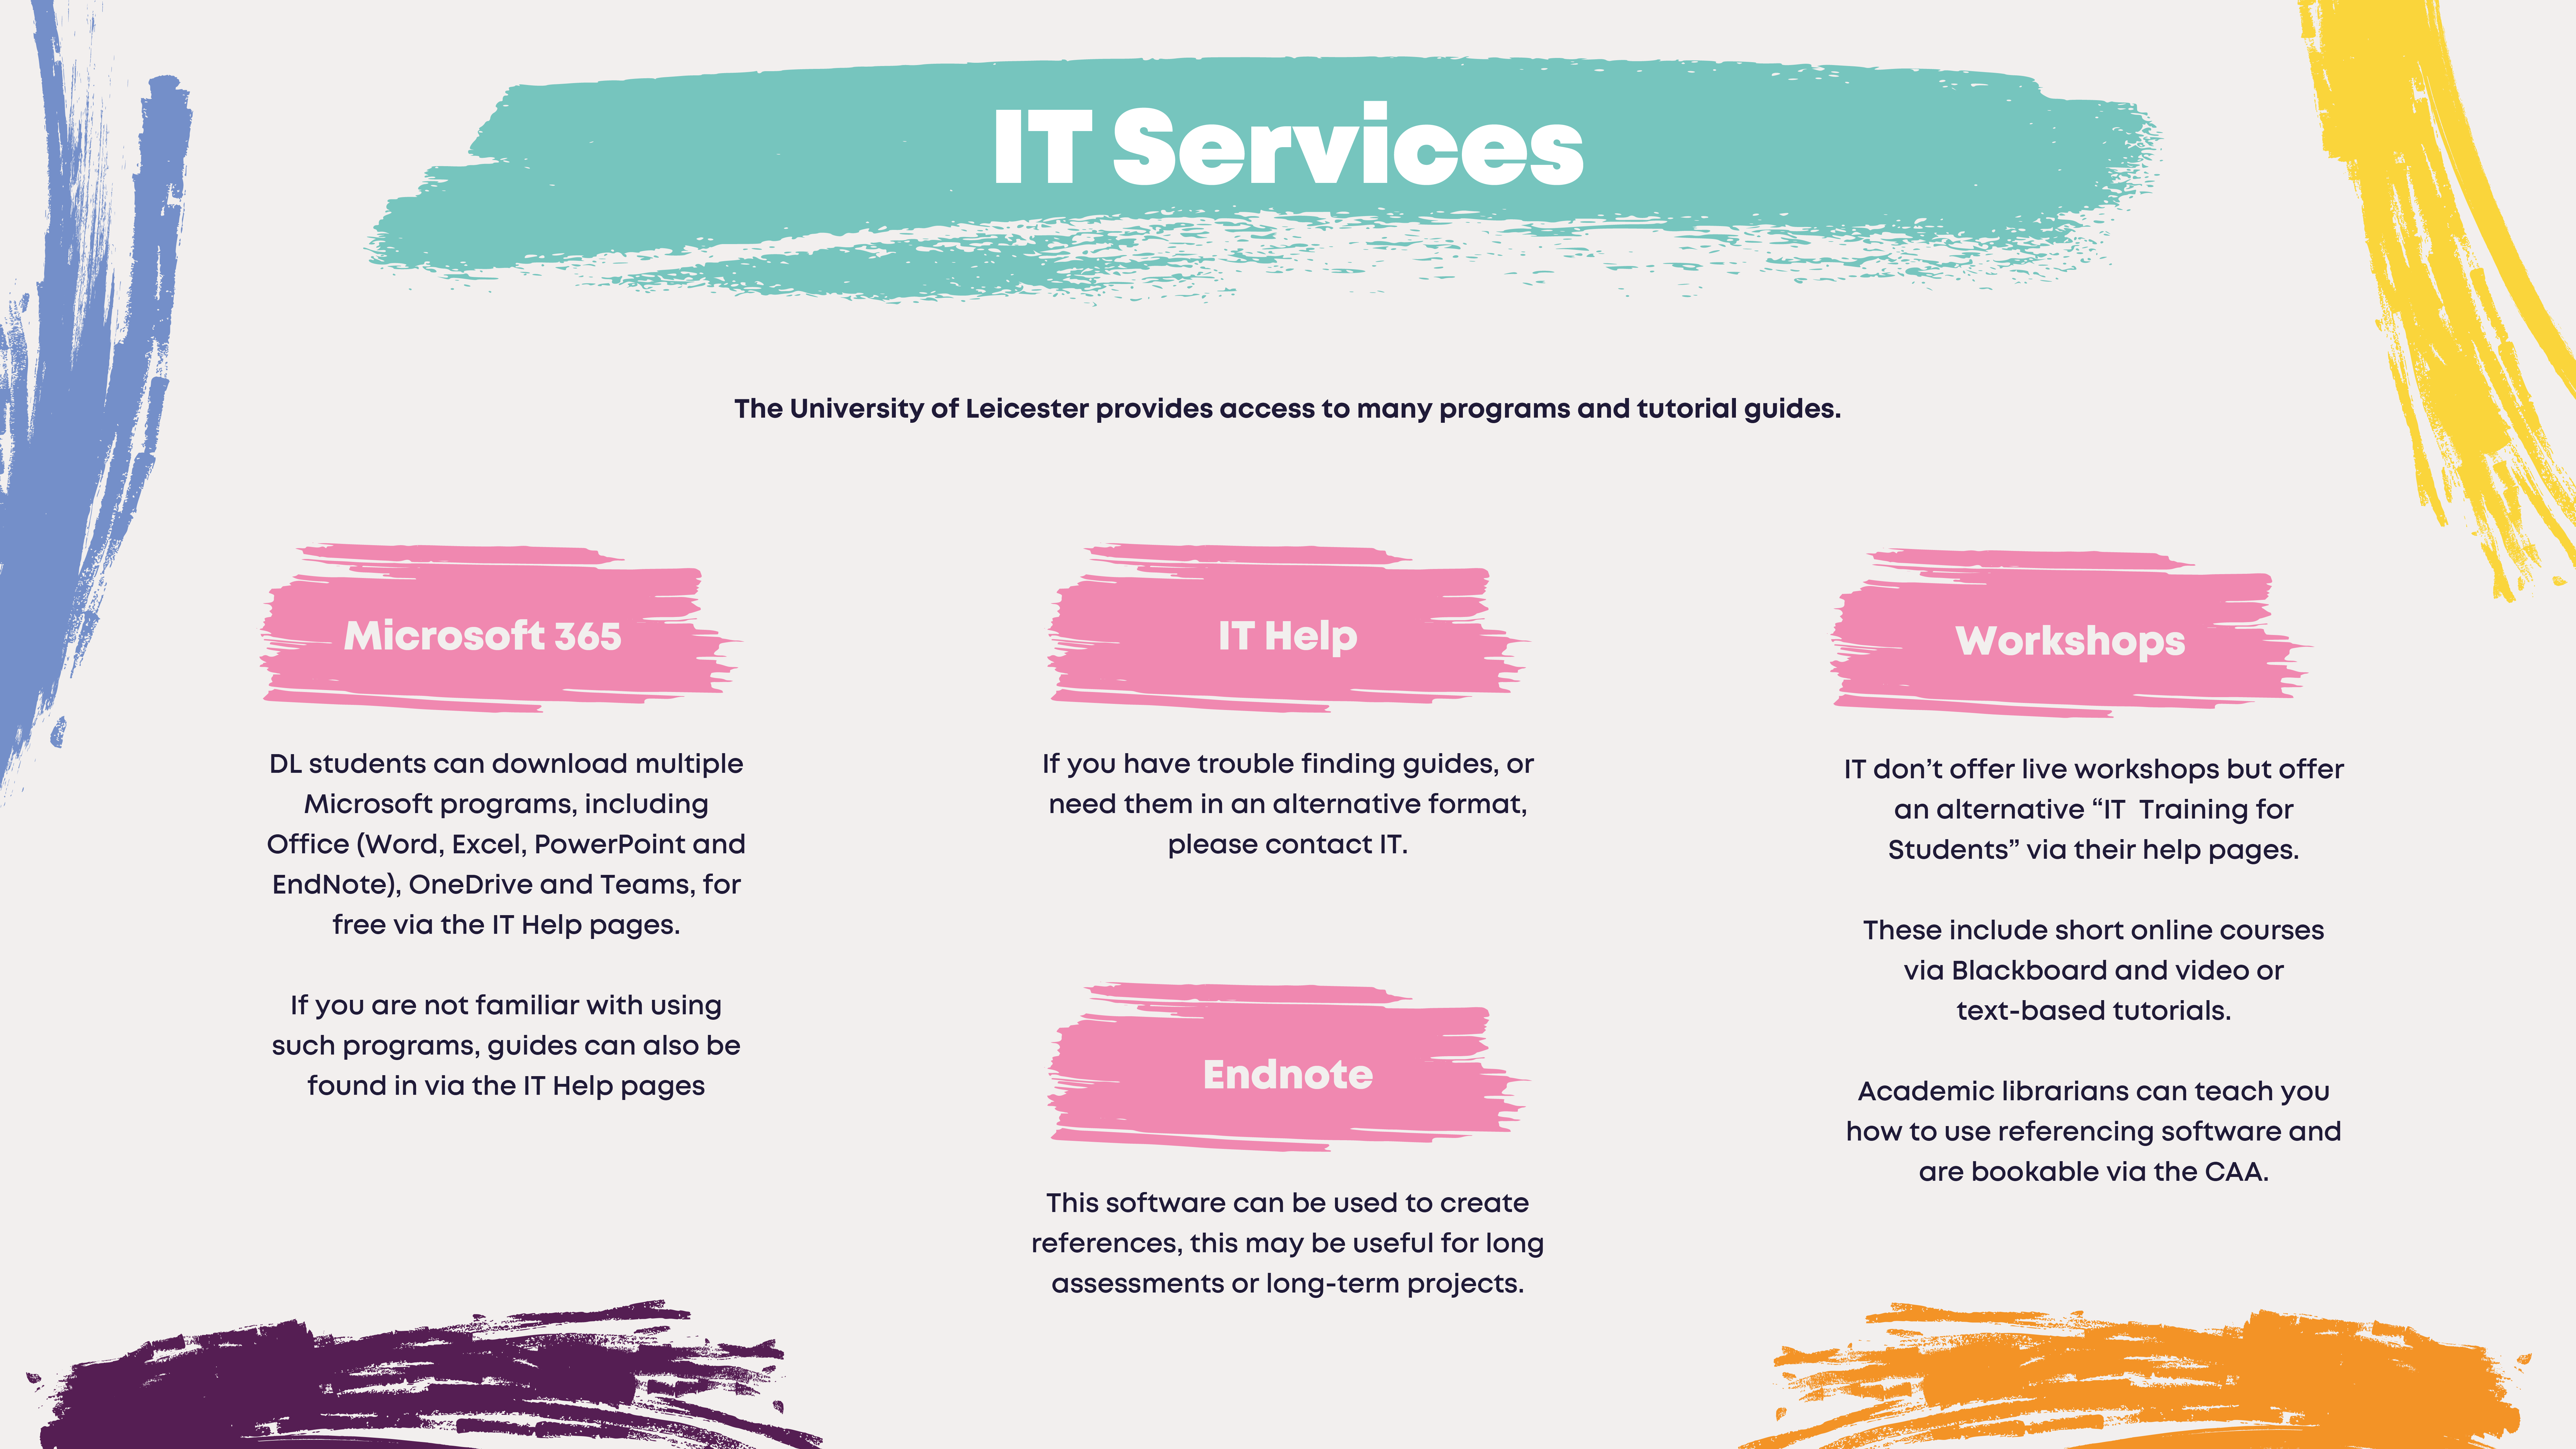 IT Services
The University of Leicester provides access to many programs and tutorial guides.
Microsoft 365
DL students can download multiple
Microsoft programs, including
Office (Word, Excel, PowerPoint and
EndNote), OneDrive and Teams, for
free via the IT Help pages.
If you are not familiar with using
such programs, guides can also be
found in via the IT Help pages
IT Help
If you have trouble finding guides, or
need them in an alternative format,
please contact IT.
Endnote
This software can be used to create
references, this may be useful for long
assessments or long-term projects.
Workshops
IT don’t offer live workshops but offer
an alternative “IT  Training for
Students” via their help pages.
These include short online courses
via Blackboard and video or
text-based tutorials.
Academic librarians can teach you
how to use referencing software and
are bookable via the CAA.